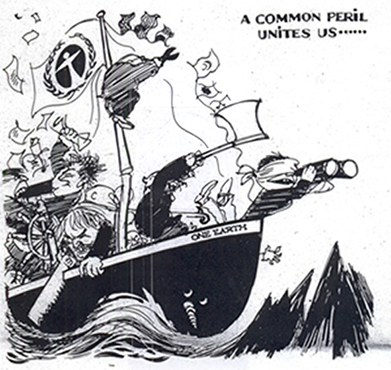 A COMMON PERIL
UNITES US......
ONE EARTH